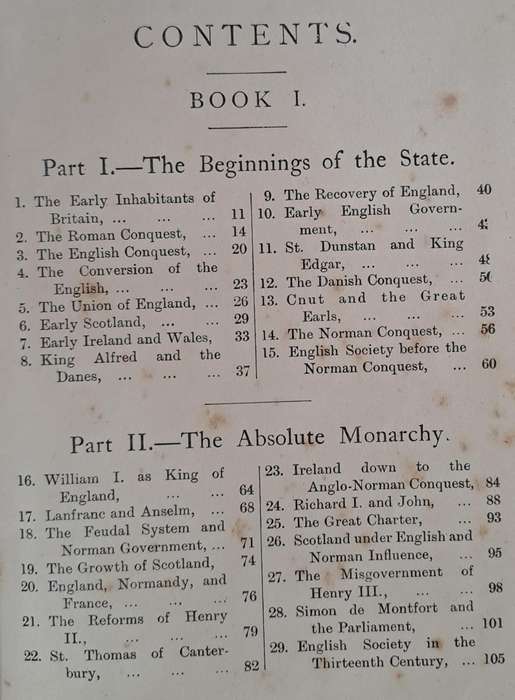 CONTENTS.
BOOK I.
Part I.—The Beginnings of the State.
1. The Early Inhabitants of
Britain, ... ... ... 11
2. The Roman Conquest, ... 14
3. The English Conquest, ... 20
4. The Conversion of the
English, ... ... ... 23
5. The Union of England, ... 26
6. Early Scotland, ... ... 29
7. Early Ireland and Wales, 33
8. King Alfred and the
Danes, ... ... ... 37
9. The Recovery of England, 40
10. Early English Govern-
ment, ... ... ...
11. St. Dunstan and King
Edgar, ... ... ... 48
12. The Danish Conquest, ... 50
13. Cnut and the Great
Earls, ... ... ... 53
14. The Norman Conquest, ... 56
15. English Society before the
Norman Conquest, ... 60
Part II.—The Absolute Monarchy.
16. William I. as King of
England, ... ... 64
17. Lanfranc and Anselm, ... 68
18. The Feudal System and
Norman Government, ... 71
19. The Growth of Scotland, 74
20. England, Normandy, and
France, ... ... ... 76
21. The Reforms of Henry
II., ... ... ... 79
22. St. Thomas of Canter-
bury, ... ... ... 82
23. Ireland down to the
Anglo-Norman Conquest, 84
24. Richard I. and John, ... 88
25. The Great Charter, ... 93
26. Scotland under English and
Norman Influence, ... 95
27. The Misgovernment of
Henry III., ... ... 98
28. Simon de Montfort and
the Parliament, ... 101
29. English Society in the
Thirteenth Century, ... 105